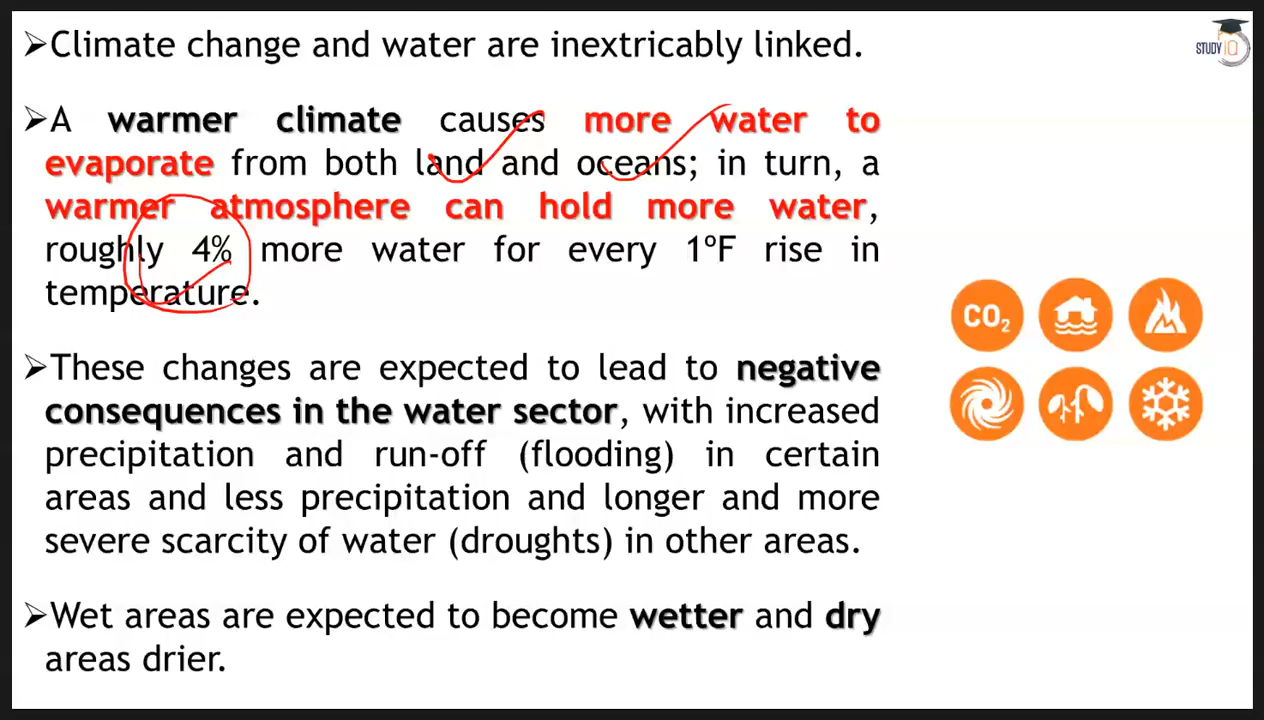 ➢Climate change and water are inextricably linked.
STUDY IQ
➢A warmer climate causes more water to
evaporate from both land and oceans; in turn, a
warmer atmosphere can hold more water,
roughly 4% more water for every 1ºF rise in
temperature.
CO₂
➢These changes are expected to lead to negative
consequences in the water sector, with increased
precipitation and run-off (flooding) in certain
areas and less precipitation and longer and more
severe scarcity of water (droughts) in other areas.
➢Wet areas are expected to become wetter and dry
areas drier.